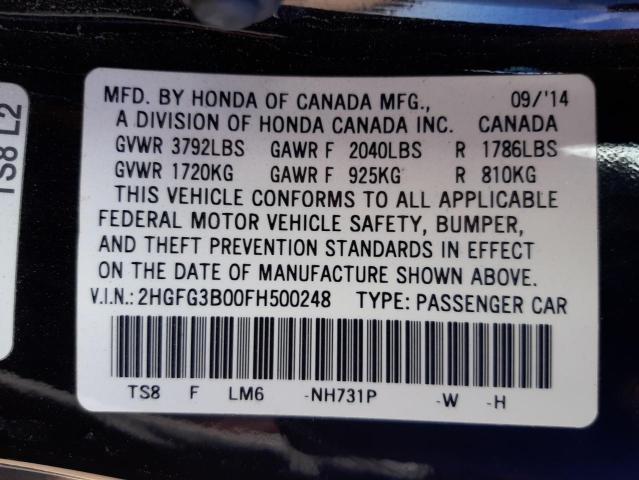 TS8 L2
MFD. BY HONDA OF CANADA MFG., 09/'14
A DIVISION OF HONDA CANADA INC. CANADA
GVWR 3792LBS GAWR F 2040LBS R 1786LBS
GVWR 1720KG GAWR F 925KG R 810KG
THIS VEHICLE CONFORMS TO ALL APPLICABLE
FEDERAL MOTOR VEHICLE SAFETY, BUMPER,
AND THEFT PREVENTION STANDARDS IN EFFECT
ON THE DATE OF MANUFACTURE SHOWN ABOVE.
V.I.N.: 2HGFG3B00FH500248 TYPE: PASSENGER CAR
TS8 F LM6 -NH731P -W -H